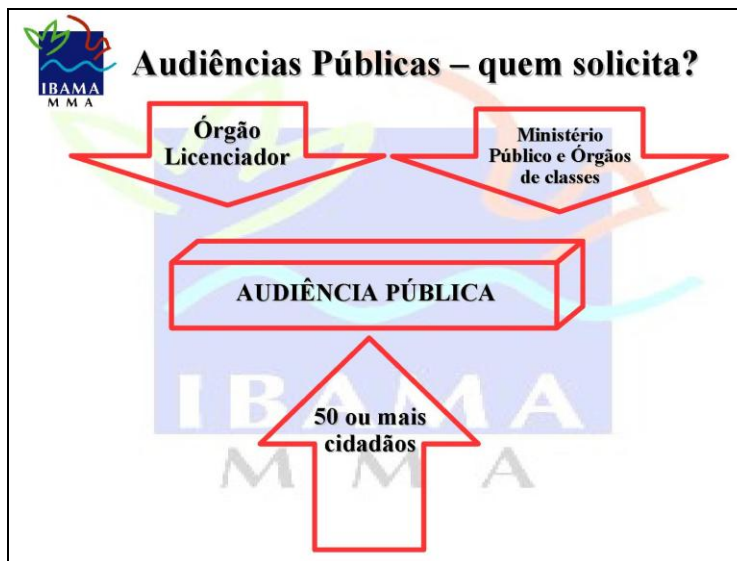 IBAMA
MMA
Audiências Públicas – quem solicita?
Órgão
Licenciador
Ministério
Público e Órgãos
de classes
AUDIÊNCIA PÚBLICA
IBAMA
50 ou mais
cidadãos
MMA